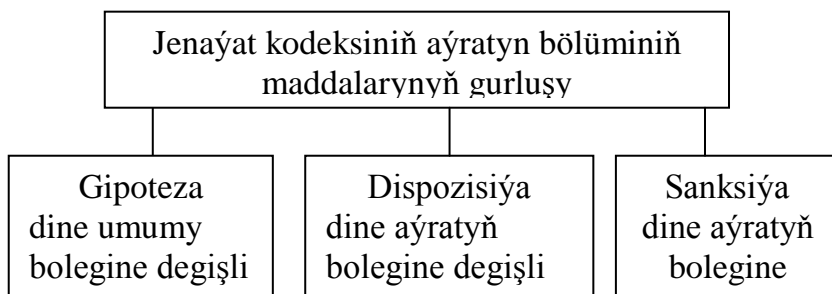 Jenaýat kodeksiniň aýratyn bölüminiň
maddalarynyň gurluşy
Gipoteza
dine umumy
bolegine degişli
Dispozisiýa
dine aýratyň
bolegine degişli
Sanksiýa
dine aýratyň
bolegine